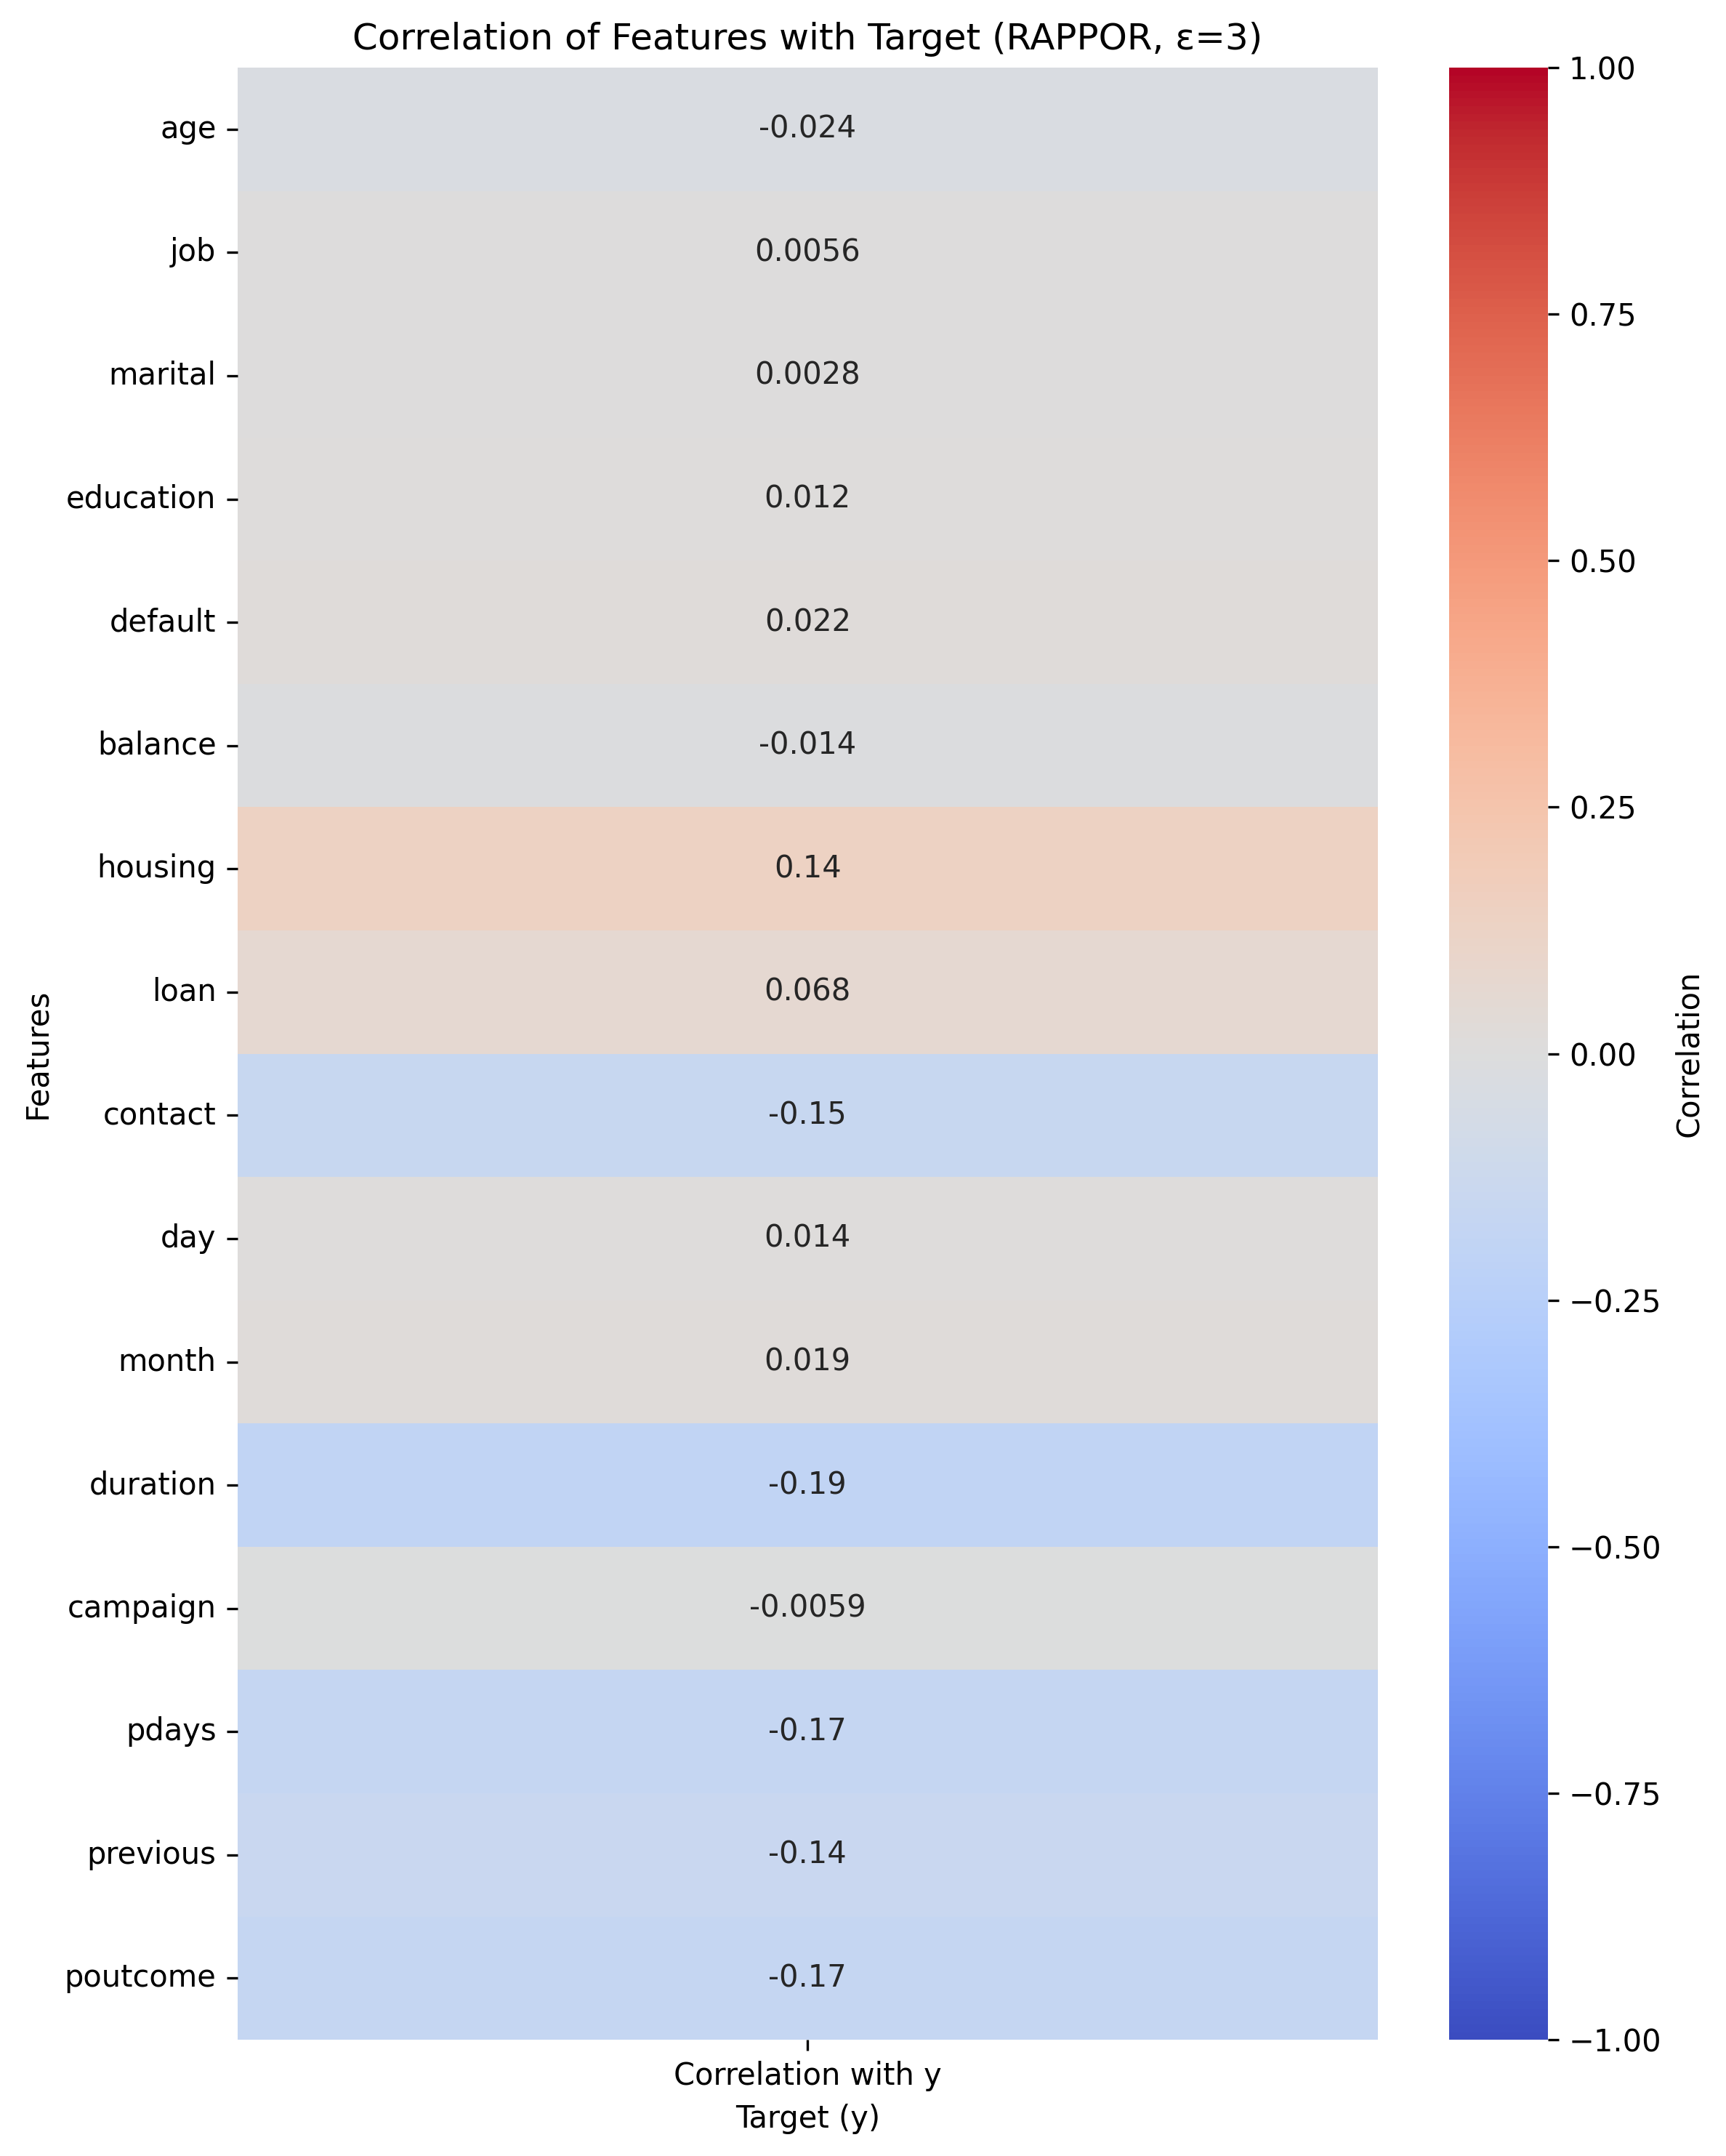 Correlation of Features with Target (RAPPOR, ε=3)
Features
age -0.024
job 0.0056
marital 0.0028
education 0.012
default 0.022
balance -0.014
housing 0.14
loan 0.068
contact -0.15
day 0.014
month 0.019
duration -0.19
campaign -0.0059
pdays -0.17
previous -0.14
poutcome -0.17
Correlation with y
Target (y)
1.00
0.75
0.50
0.25
0.00
−0.25
−0.50
−0.75
−1.00
Correlation